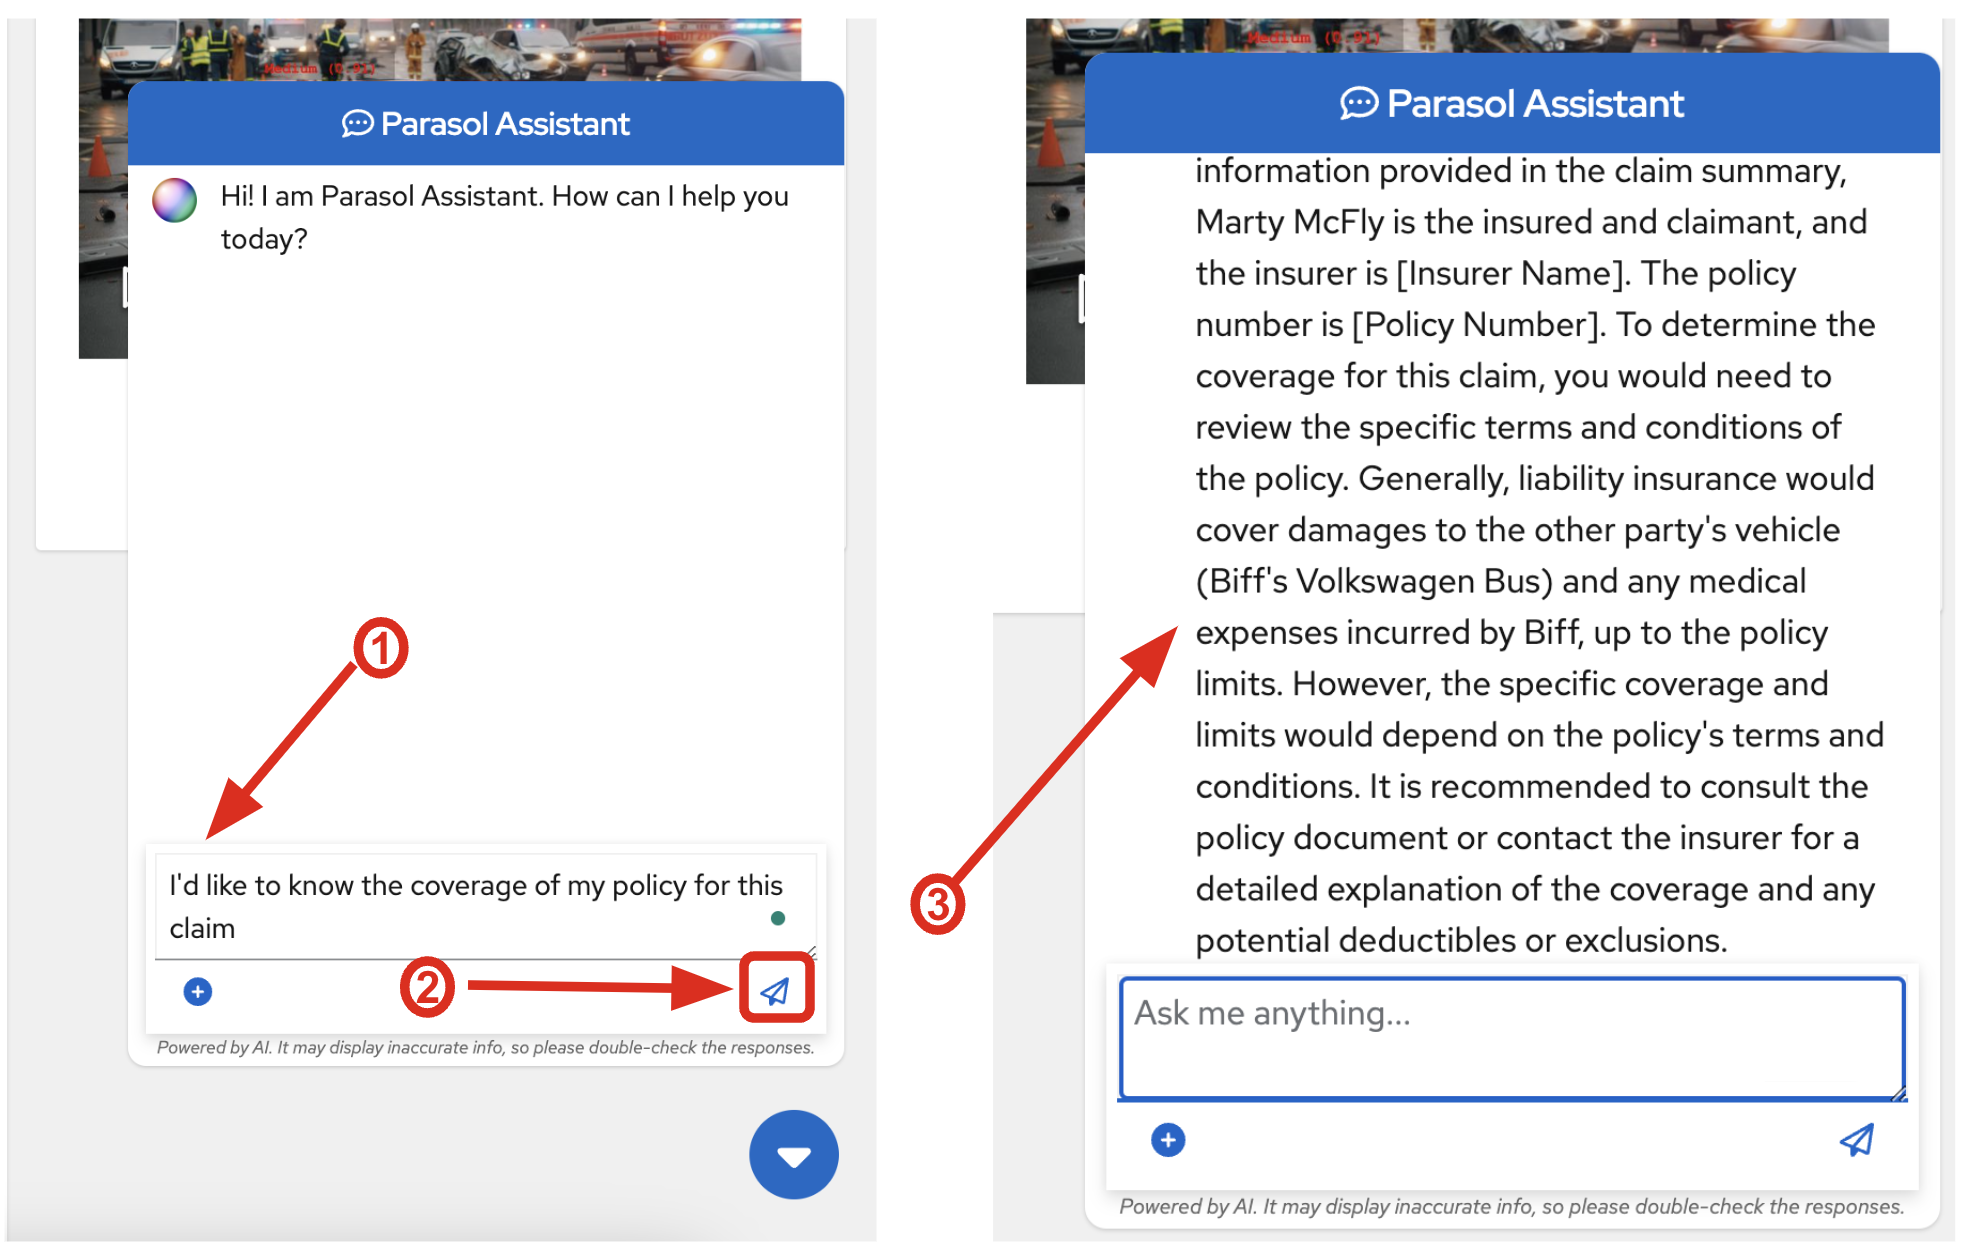 Medium (0.91)
Parasol Assistant
Hi! I am Parasol Assistant. How can I help you
today?
1
I'd like to know the coverage of my policy for this
claim
2
Powered by AI. It may display inaccurate info, so please double-check the responses.
Medium (0.91)
Parasol Assistant
information provided in the claim summary,
Marty McFly is the insured and claimant, and
the insurer is [Insurer Name]. The policy
number is [Policy Number]. To determine the
coverage for this claim, you would need to
review the specific terms and conditions of
the policy. Generally, liability insurance would
cover damages to the other party's vehicle
(Biff's Volkswagen Bus) and any medical
expenses incurred by Biff, up to the policy
limits. However, the specific coverage and
limits would depend on the policy's terms and
conditions. It is recommended to consult the
policy document or contact the insurer for a
detailed explanation of the coverage and any
potential deductibles or exclusions.
3
Ask me anything...
Powered by AI. It may display inaccurate info, so please double-check the responses.